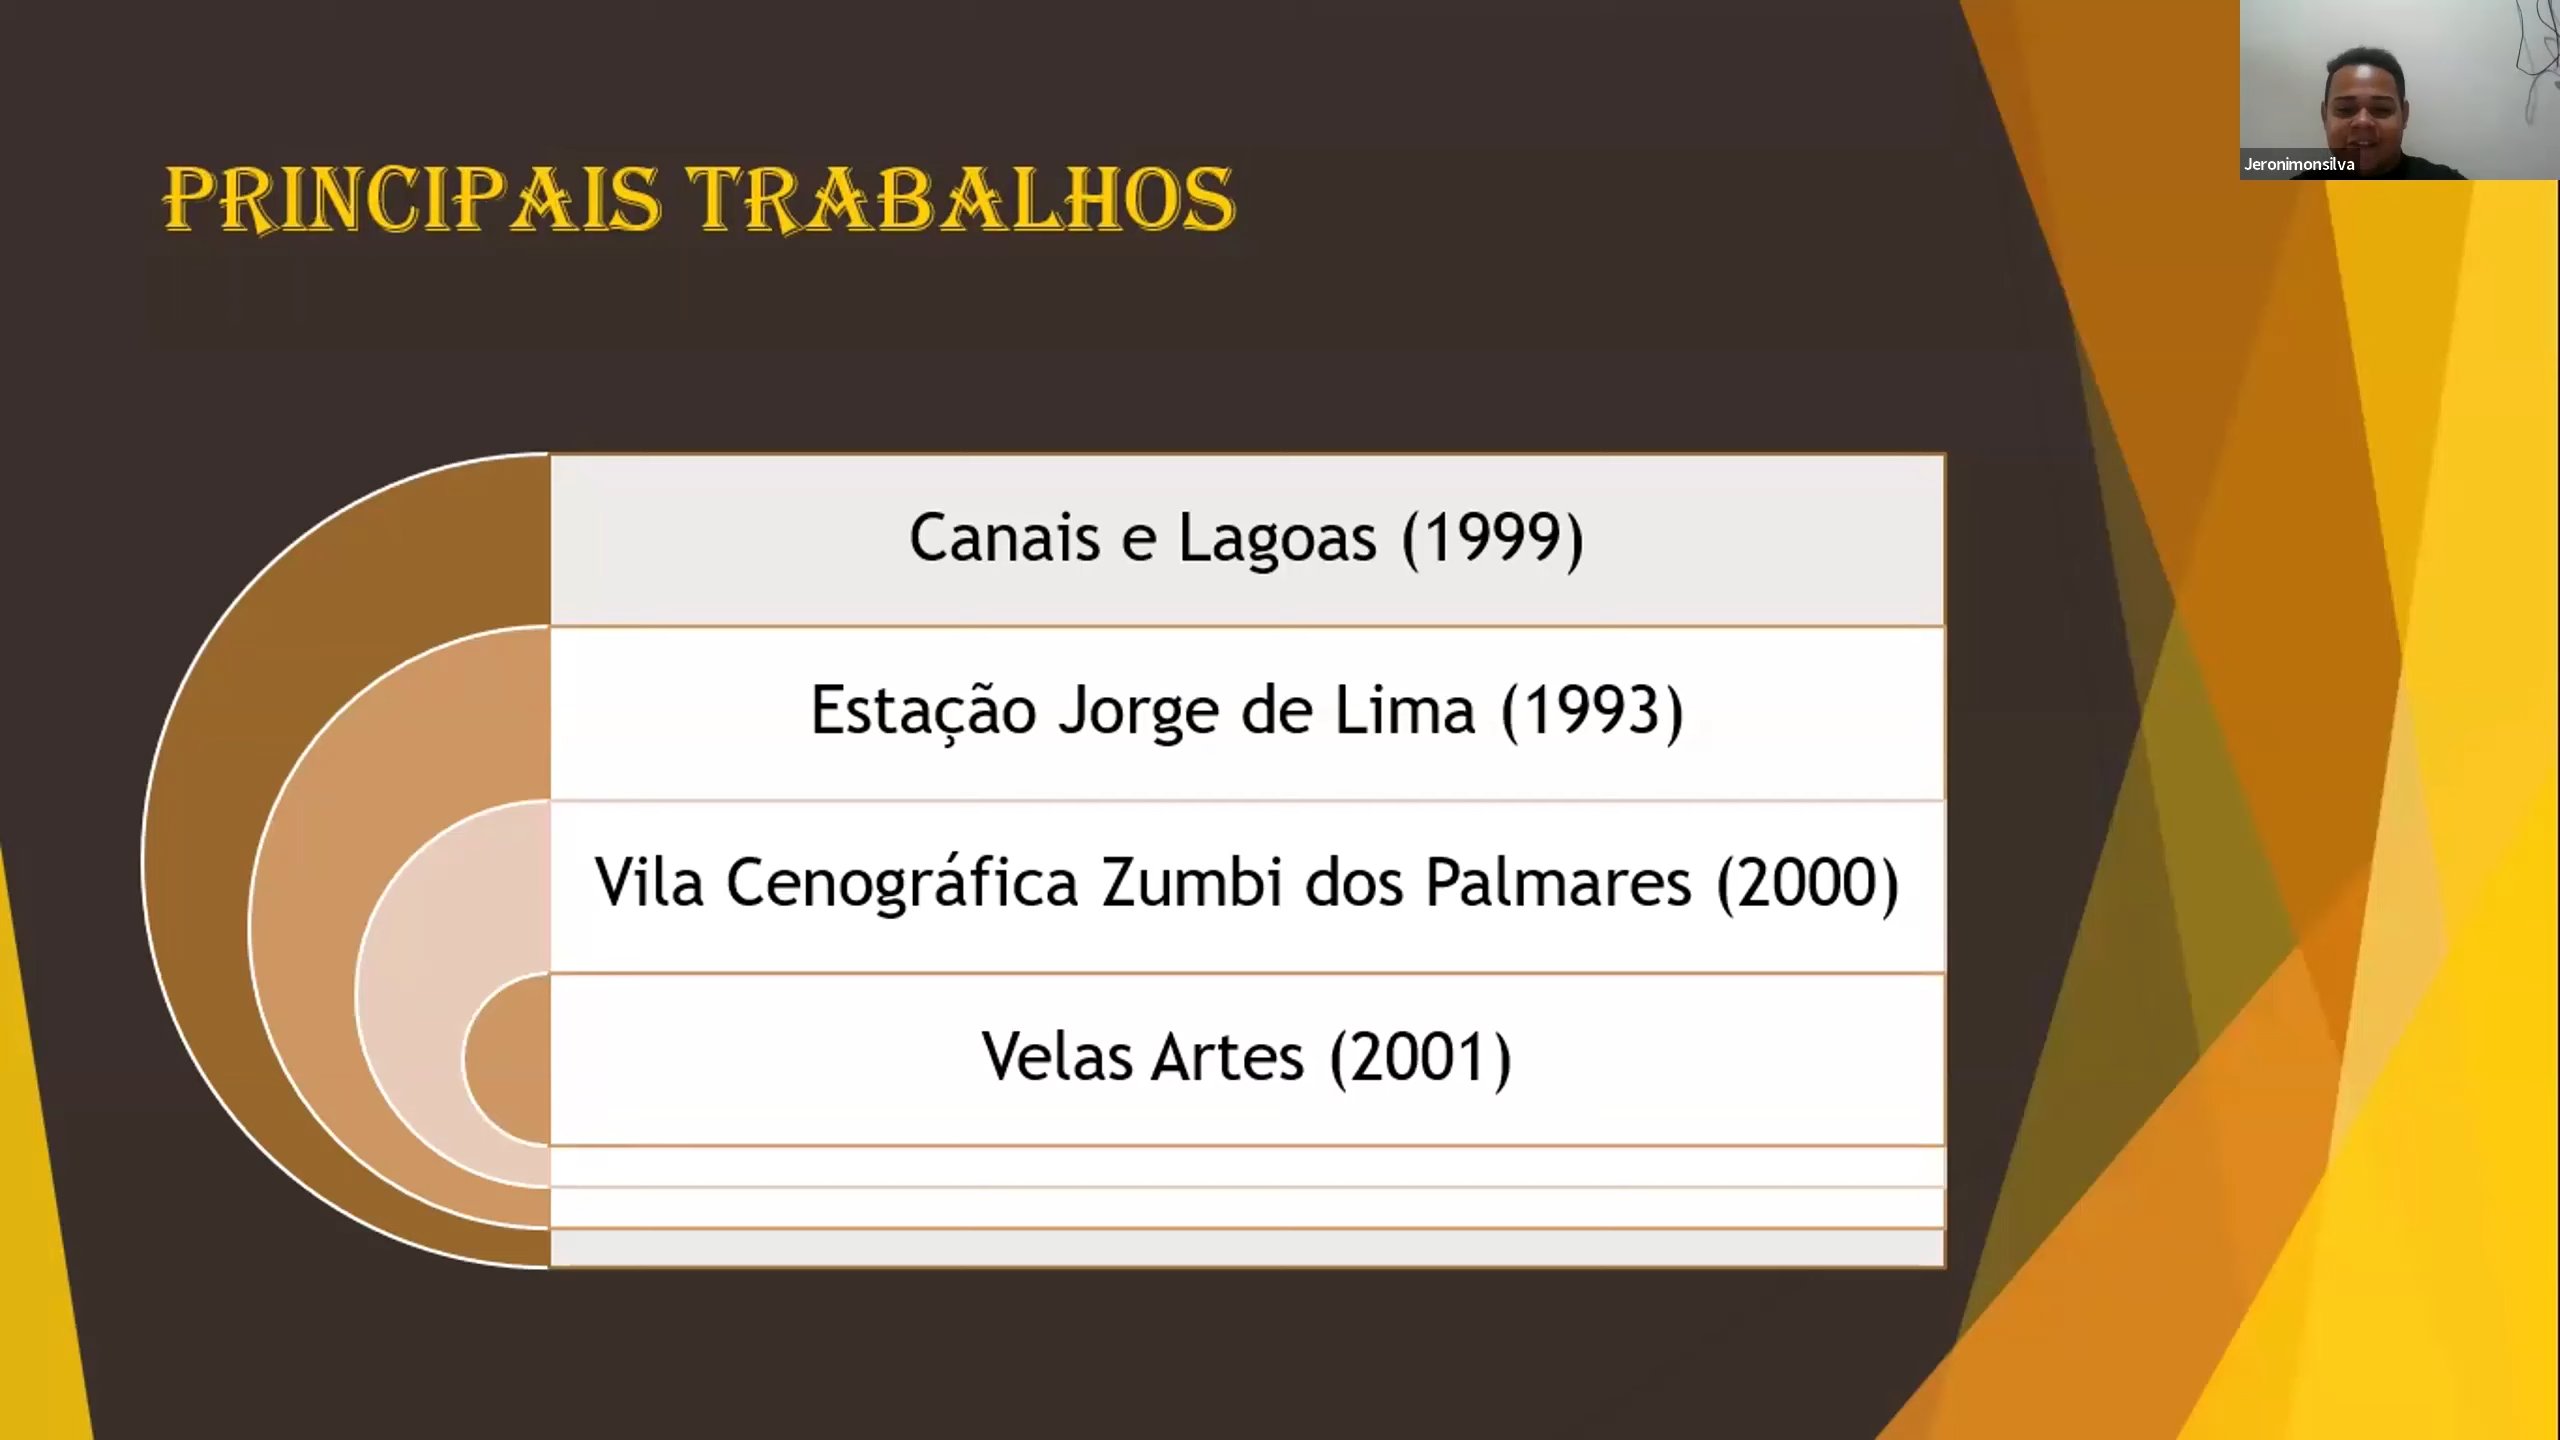 PRINCIPAIS TRABALHOS
Jeronimonsilva
Canais e Lagoas (1999)
Estação Jorge de Lima (1993)
Vila Cenográfica Zumbi dos Palmares (2000)
Velas Artes (2001)